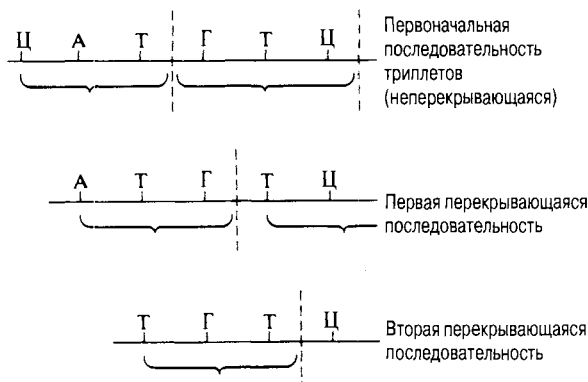 Ц А Т Г Т Ц
Первоначальная
последовательность
триплетов
(неперекрывающаяся)
А Т Г Т Ц
Первая перекрывающаяся
последовательность
Т Г Т Ц
Вторая перекрывающаяся
последовательность